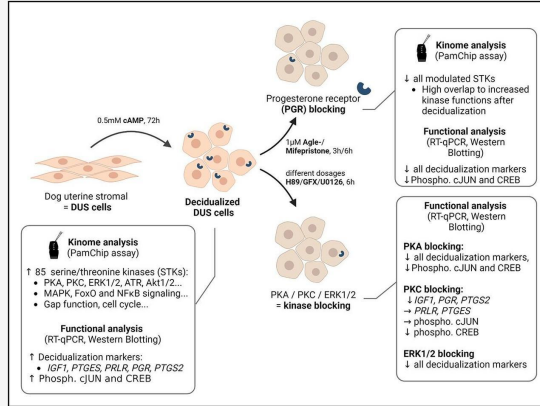 0.5mM cAMP, 72h
Dog uterine stromal
= DUS cells
Decidualized
DUS cells
Progesterone receptor
(PGR) blocking
1µM Agle-/
Mifepristone, 3h/6h
different dosages
H89/GFX/U0126, 6h
PKA / PKC / ERK1/2
= kinase blocking
Kinome analysis
(PamChip assay)
↑ 85 serine/threonine kinases (STKs):
• PKA, PKC, ERK1/2, ATR, Akt1/2...
• MAPK, FoxO and NFκB signaling...
• Gap function, cell cycle...
Functional analysis
(RT-qPCR, Western Blotting)
↑ Decidualization markers:
• IGF1, PTGES, PRLR, PGR, PTGS2
↑ Phosph. cJUN and CREB
Kinome analysis
(PamChip assay)
↓ all modulated STKs
• High overlap to increased
kinase functions after
decidualization
Functional analysis
(RT-qPCR, Western
Blotting)
↓ all decidualization markers
↓Phospho. cJUN and CREB
Functional analysis
(RT-qPCR, Western
Blotting)
PKA blocking:
↓ all decidualization markers,
↓Phospho. cJUN and CREB
PKC blocking:
↓ IGF1, PGR, PTGS2
→ PRLR, PTGES
→ phospho. cJUN
↓ phospho. CREB
ERK1/2 blocking
↓ all decidualization markers